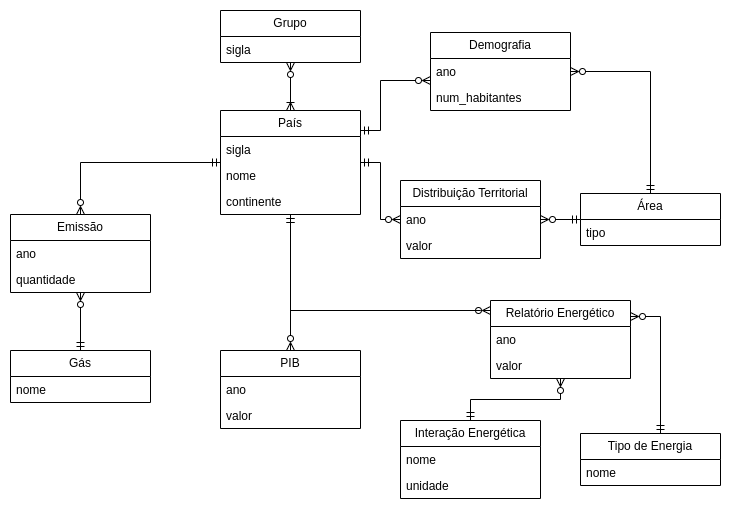 Grupo
sigla
Demografia
ano
num_habitantes
País
sigla
nome
continente
Distribuição Territorial
ano
valor
Área
tipo
Emissão
ano
quantidade
Relatório Energético
ano
valor
Gás
nome
PIB
ano
valor
Interação Energética
nome
unidade
Tipo de Energia
nome